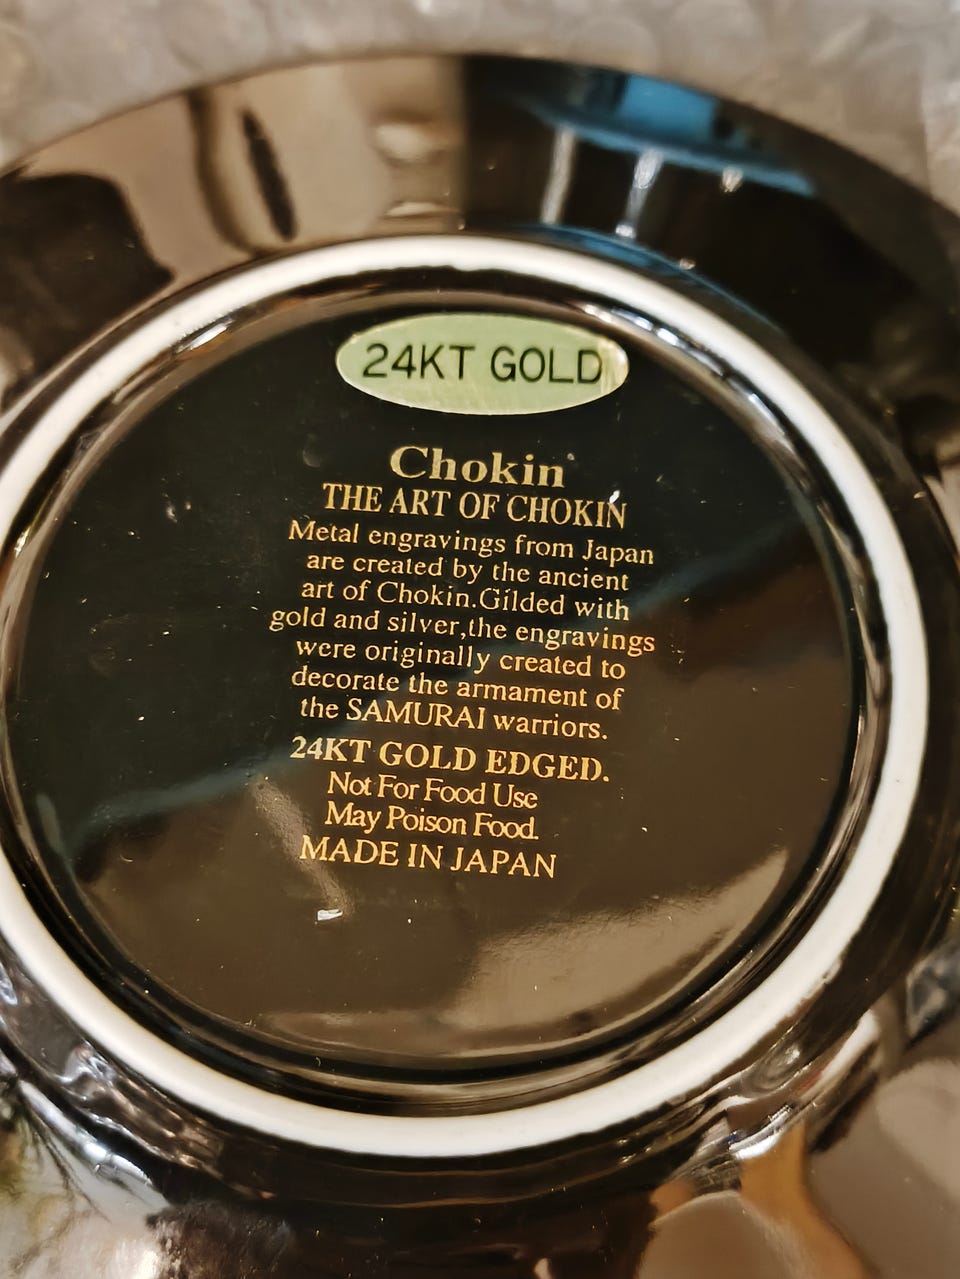 24KT GOLD
Chokin
THE ART OF CHOKIN
Metal engravings from Japan
are created by the ancient
art of Chokin.Gilded with
gold and silver,the engravings
were originally created to
decorate the armament of
the SAMURAI warriors.
24KT GOLD EDGED.
Not For Food Use
May Poison Food.
MADE IN JAPAN